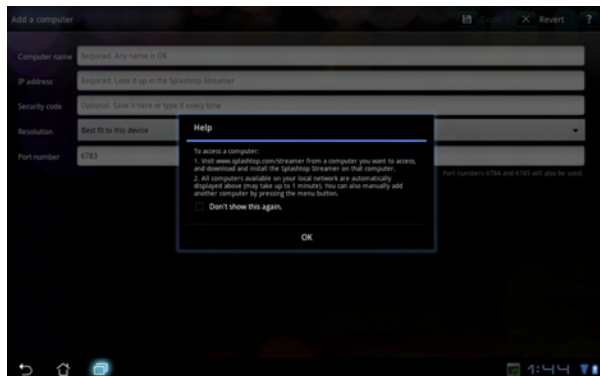 Add a computer
Revert ?
Computer name Required. Any name is OK
IP address Required. Look it up in the Splashtop Streamer
Security code Optional. Save it here or type it every time
Resolution Best fit to this device
Port number 6783
Port numbers 6784 and 6785 will also be used.
Help
To access a computer:
1. Visit www.splashtop.com/streamer from a computer you want to access,
and download and install the Splashtop Streamer on that computer.
2. All computers available on your local network are automatically
displayed above (may take up to 1 minute). You can also manually add
another computer by pressing the menu button.
Don't show this again.
OK
1:44